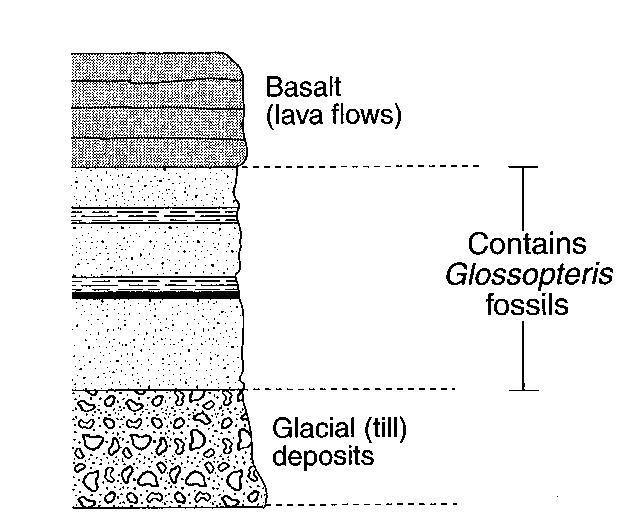 Basalt
(lava flows)
Contains
Glossopteris
fossils
Glacial (till)
deposits